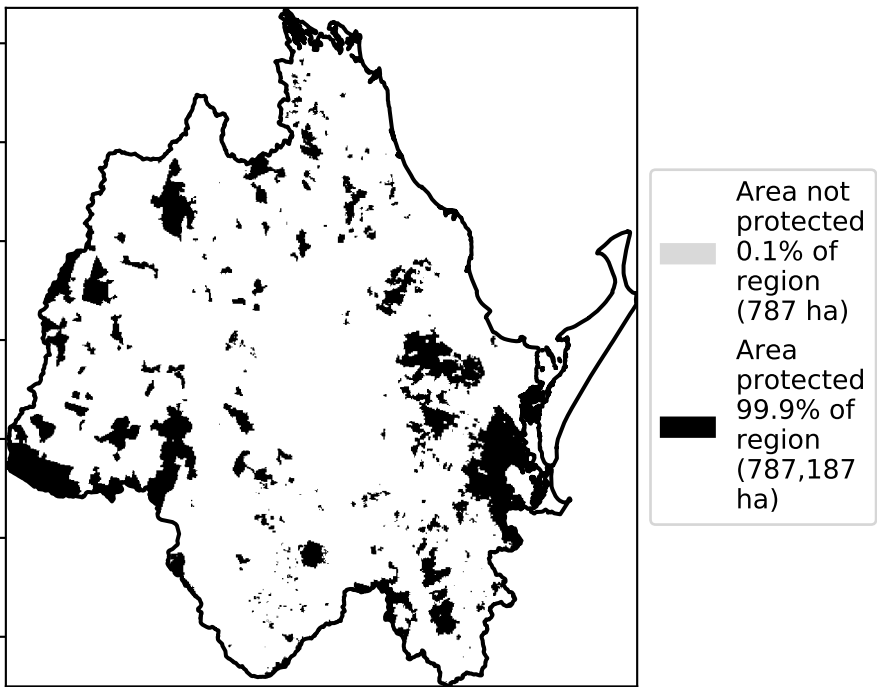 Area not
protected
0.1% of
region
(787 ha)
Area
protected
99.9% of
region
(787,187
ha)